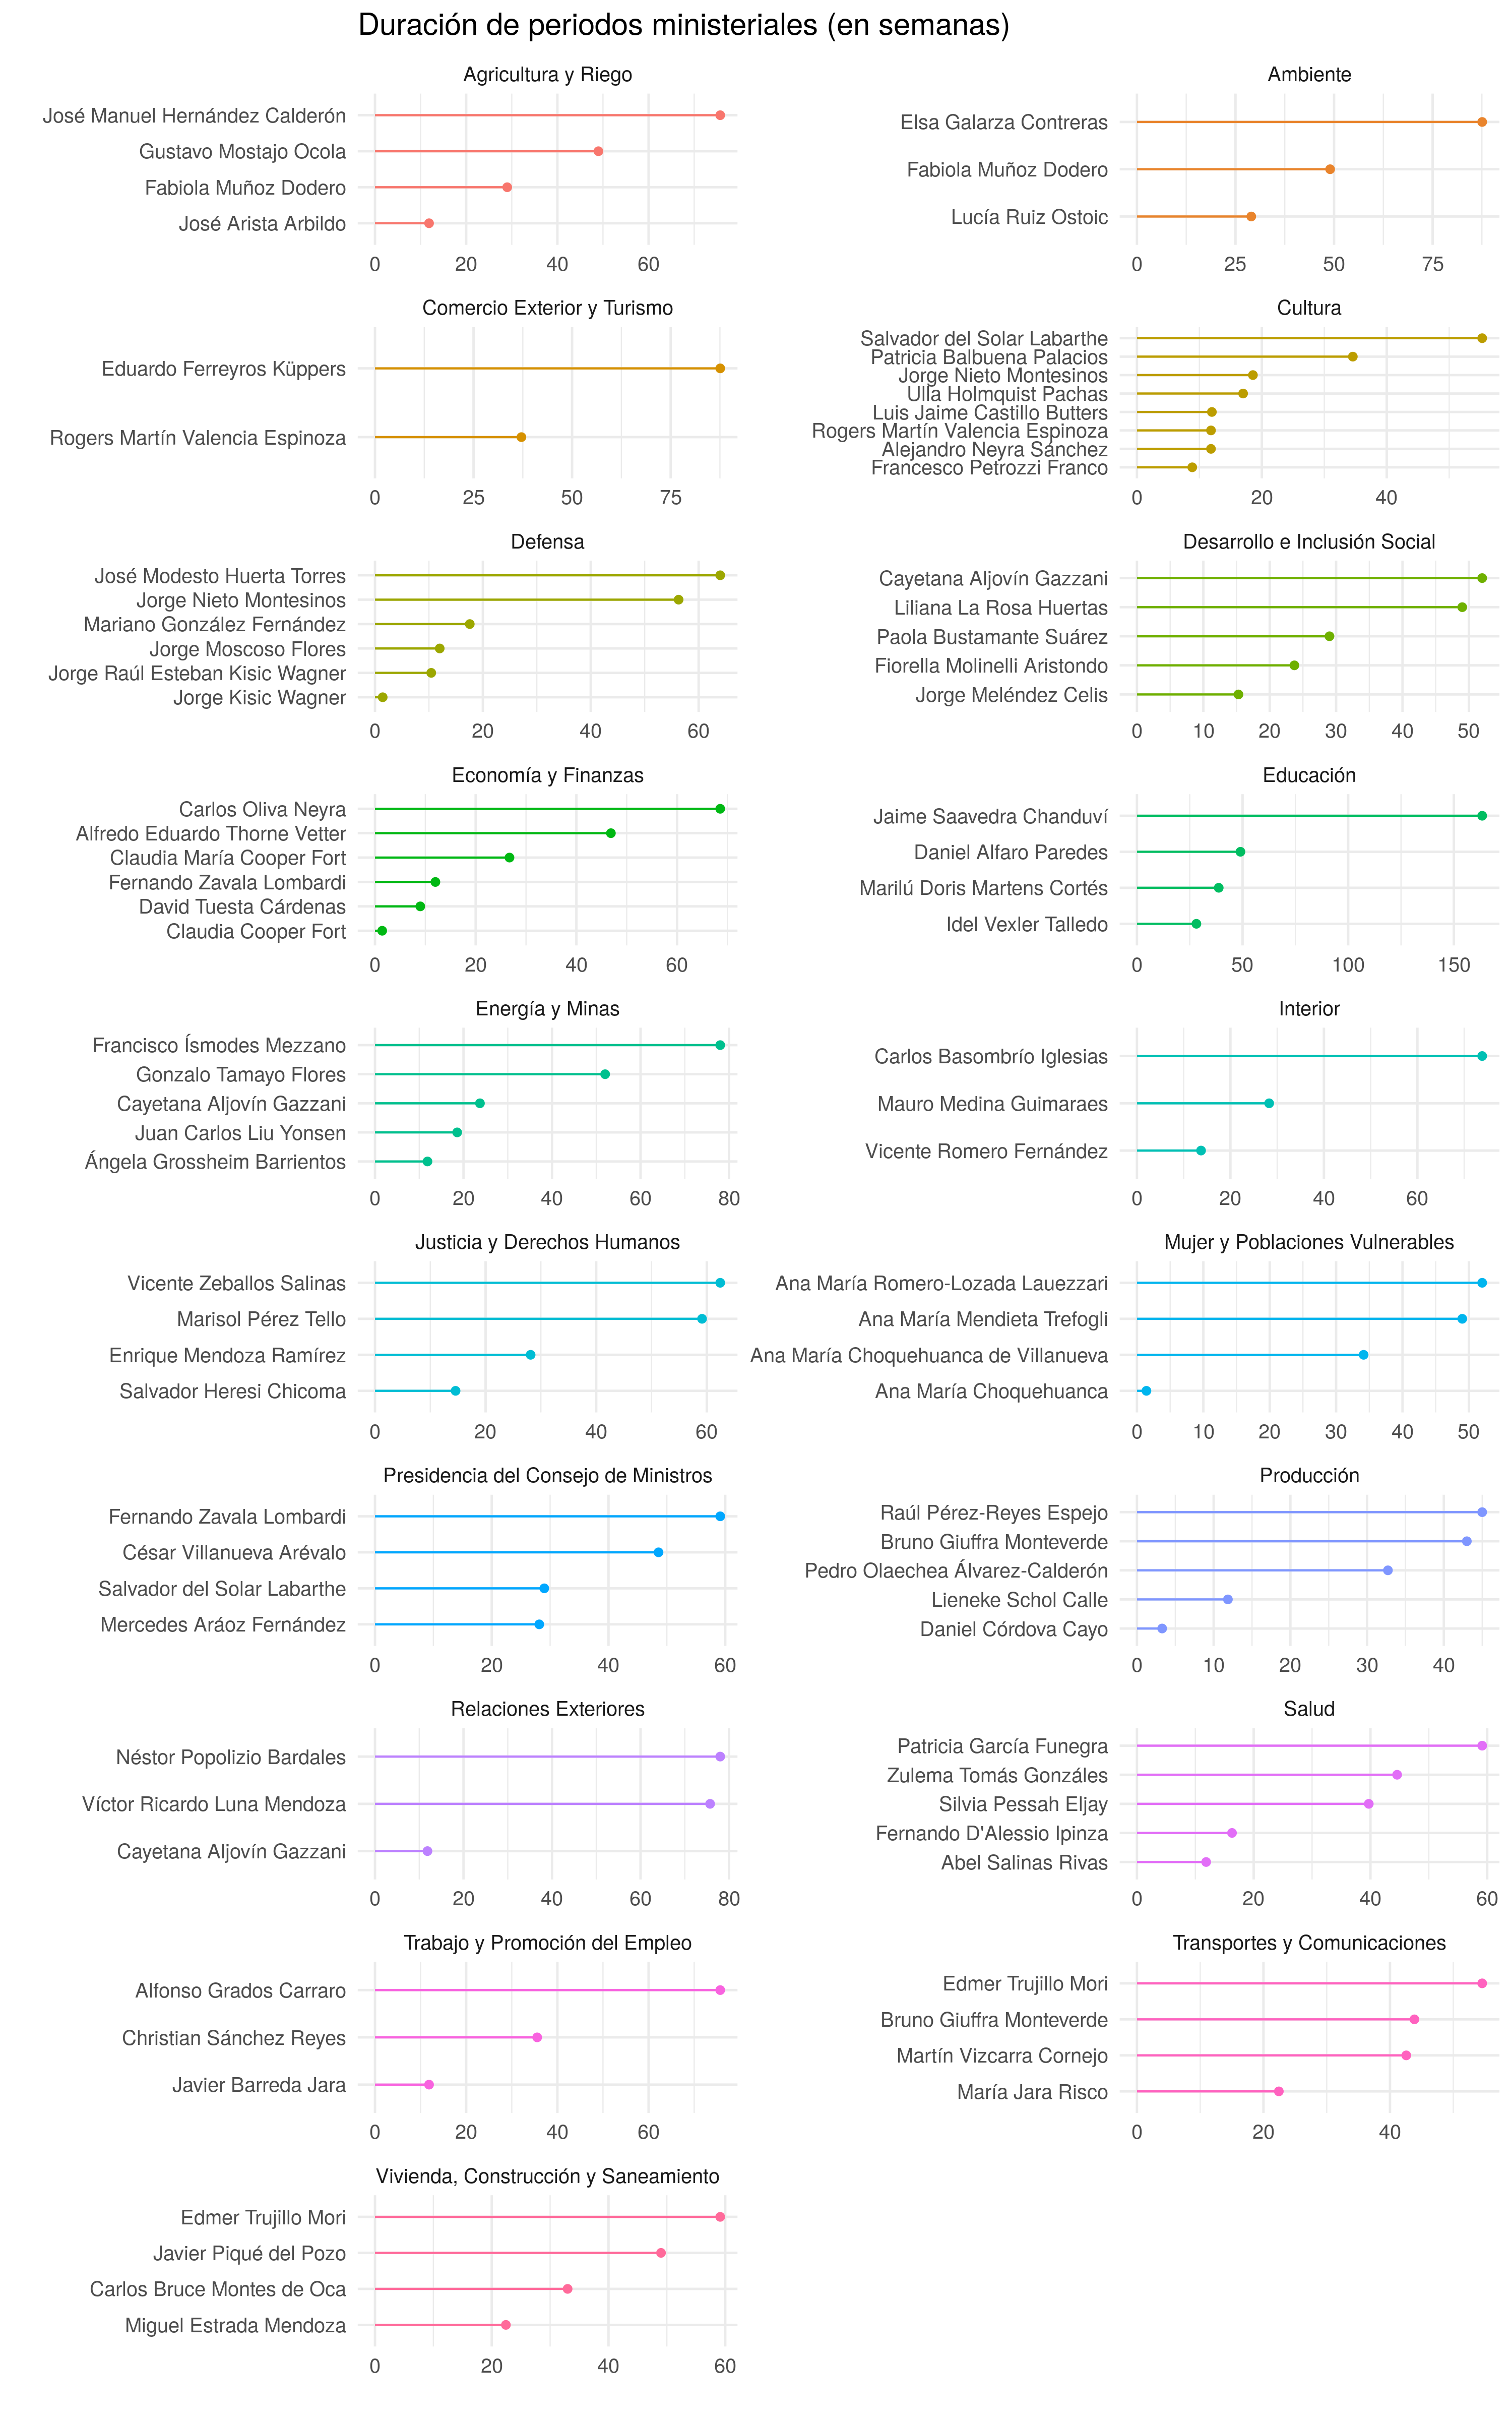 Duración de periodos ministeriales (en semanas)
Agricultura y Riego
José Manuel Hernández Calderón
Gustavo Mostajo Ocola
Fabiola Muñoz Dodero
José Arista Arbildo
0 20 40 60
Ambiente
Elsa Galarza Contreras
Fabiola Muñoz Dodero
Lucía Ruiz Ostoic
0 25 50 75
Comercio Exterior y Turismo
Eduardo Ferreyros Küppers
Rogers Martín Valencia Espinoza
0 25 50 75
Cultura
Salvador del Solar Labarthe
Patricia Balbuena Palacios
Jorge Nieto Montesinos
Ulla Holmquist Pachas
Luis Jaime Castillo Butters
Rogers Martín Valencia Espinoza
Alejandro Neyra Sánchez
Francesco Petrozzi Franco
0 20 40
Defensa
José Modesto Huerta Torres
Jorge Nieto Montesinos
Mariano González Fernández
Jorge Moscoso Flores
Jorge Raúl Esteban Kisic Wagner
Jorge Kisic Wagner
0 20 40 60
Desarrollo e Inclusión Social
Cayetana Aljovín Gazzani
Liliana La Rosa Huertas
Paola Bustamante Suárez
Fiorella Molinelli Aristondo
Jorge Meléndez Celis
0 10 20 30 40 50
Economía y Finanzas
Carlos Oliva Neyra
Alfredo Eduardo Thorne Vetter
Claudia María Cooper Fort
Fernando Zavala Lombardi
David Tuesta Cárdenas
Claudia Cooper Fort
0 20 40 60
Educación
Jaime Saavedra Chanduví
Daniel Alfaro Paredes
Marilú Doris Martens Cortés
Idel Vexler Talledo
0 50 100 150
Energía y Minas
Francisco Ísmodes Mezzano
Gonzalo Tamayo Flores
Cayetana Aljovín Gazzani
Juan Carlos Liu Yonsen
Ángela Grossheim Barrientos
0 20 40 60 80
Interior
Carlos Basombrío Iglesias
Mauro Medina Guimaraes
Vicente Romero Fernández
0 20 40 60
Justicia y Derechos Humanos
Vicente Zeballos Salinas
Marisol Pérez Tello
Enrique Mendoza Ramírez
Salvador Heresi Chicoma
0 20 40 60
Mujer y Poblaciones Vulnerables
Ana María Romero-Lozada Lauezzari
Ana María Mendieta Trefogli
Ana María Choquehuanca de Villanueva
Ana María Choquehuanca
0 10 20 30 40 50
Presidencia del Consejo de Ministros
Fernando Zavala Lombardi
César Villanueva Arévalo
Salvador del Solar Labarthe
Mercedes Aráoz Fernández
0 20 40 60
Producción
Raúl Pérez-Reyes Espejo
Bruno Giuffra Monteverde
Pedro Olaechea Álvarez-Calderón
Lieneke Schol Calle
Daniel Córdova Cayo
0 10 20 30 40
Relaciones Exteriores
Néstor Popolizio Bardales
Víctor Ricardo Luna Mendoza
Cayetana Aljovín Gazzani
0 20 40 60 80
Salud
Patricia García Funegra
Zulema Tomás Gonzáles
Silvia Pessah Eljay
Fernando D'Alessio Ipinza
Abel Salinas Rivas
0 20 40 60
Trabajo y Promoción del Empleo
Alfonso Grados Carraro
Christian Sánchez Reyes
Javier Barreda Jara
0 20 40 60
Transportes y Comunicaciones
Edmer Trujillo Mori
Bruno Giuffra Monteverde
Martín Vizcarra Cornejo
María Jara Risco
0 20 40
Vivienda, Construcción y Saneamiento
Edmer Trujillo Mori
Javier Piqué del Pozo
Carlos Bruce Montes de Oca
Miguel Estrada Mendoza
0 20 40 60